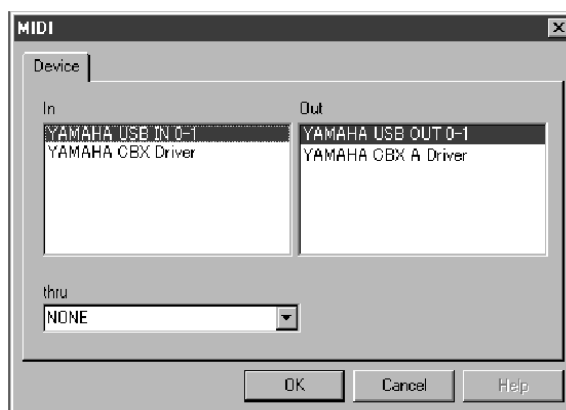 MIDI
Device
In
Out
YAMAHA USB IN 0-1
YAMAHA CBX Driver
YAMAHA USB OUT 0-1
YAMAHA CBX A Driver
thru
NONE
OK
Cancel
Help